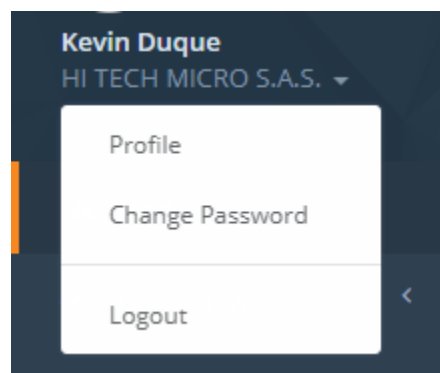 Kevin Duque
HI TECH MICRO S.A.S.
Profile
Change Password
Logout